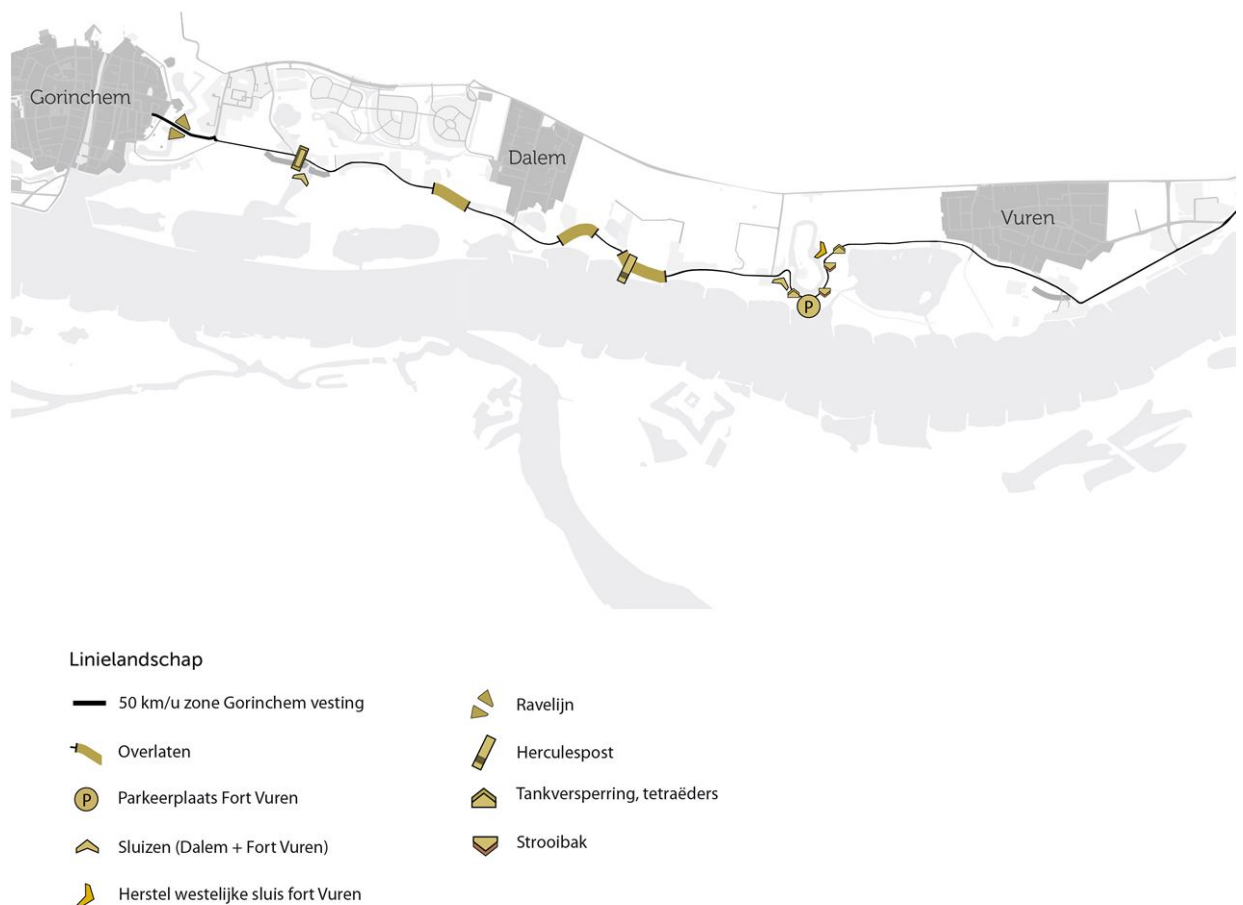 Gorinchem
Dalem
Vuren
P
Linielandschap
50 km/u zone Gorinchem vesting
Overlaten
P
Parkeerplaats Fort Vuren
Sluizen (Dalem + Fort Vuren)
Herstel westelijke sluis fort Vuren
Ravelijn
Herculespost
Tankversperring, tetraëders
Strooibak